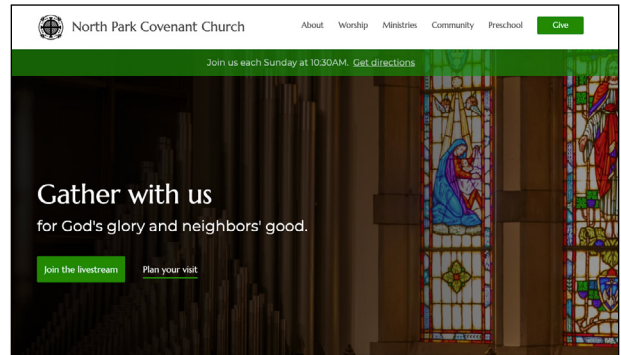 North Park Covenant Church
About Worship Ministries Community Preschool Give
Join us each Sunday at 10:30AM. Get directions
Gather with us
for God's glory and neighbors' good.
Join the livestream Plan your visit